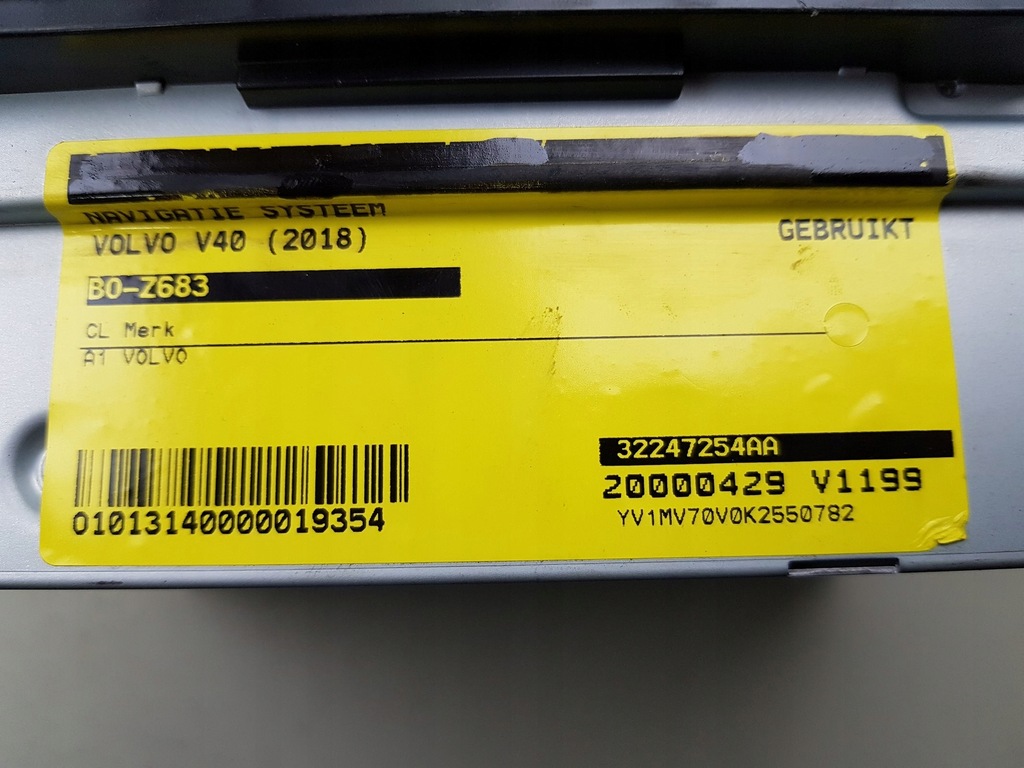 NAVIGATIE SYSTEEM
VOLVO V40 (2018)
GEBRUIKT
BO-Z683
CL Merk
A1 VOLVO
32247254AA
20000429 V1199
YV1MV70V0K2550782
01013140000019354